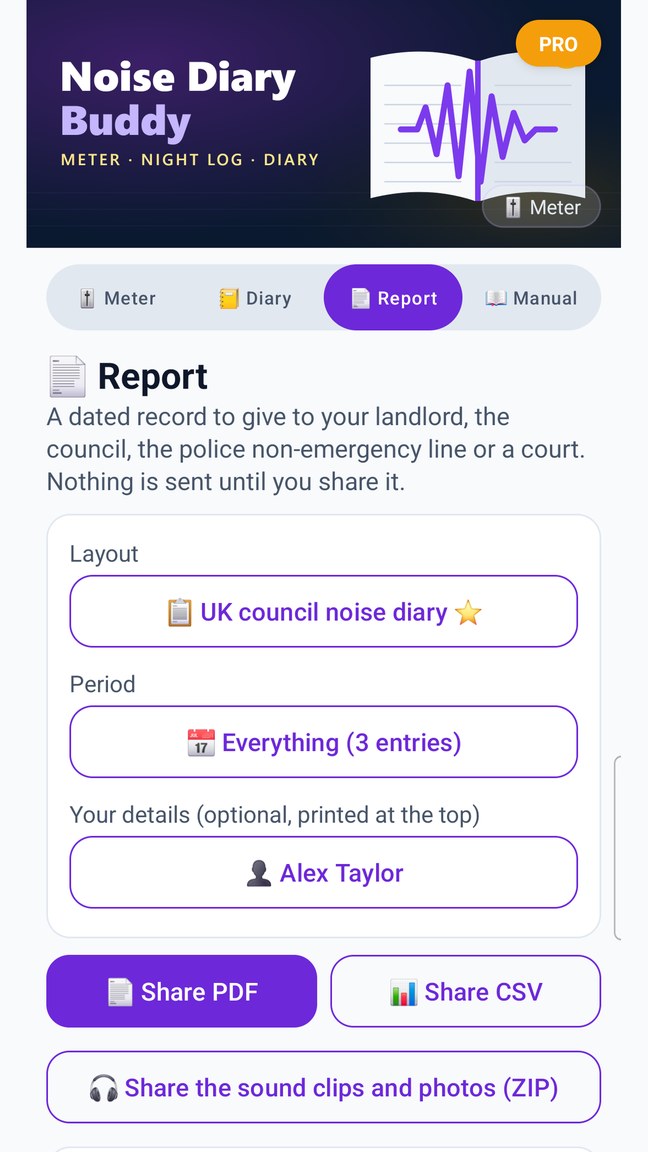 Noise Diary
Buddy
METER · NIGHT LOG · DIARY
PRO
Meter
Meter
Diary
Report
Manual
Report
A dated record to give to your landlord, the
council, the police non-emergency line or a court.
Nothing is sent until you share it.
Layout
UK council noise diary
Period
JUL 17 Everything (3 entries)
Your details (optional, printed at the top)
Alex Taylor
Share PDF
Share CSV
Share the sound clips and photos (ZIP)